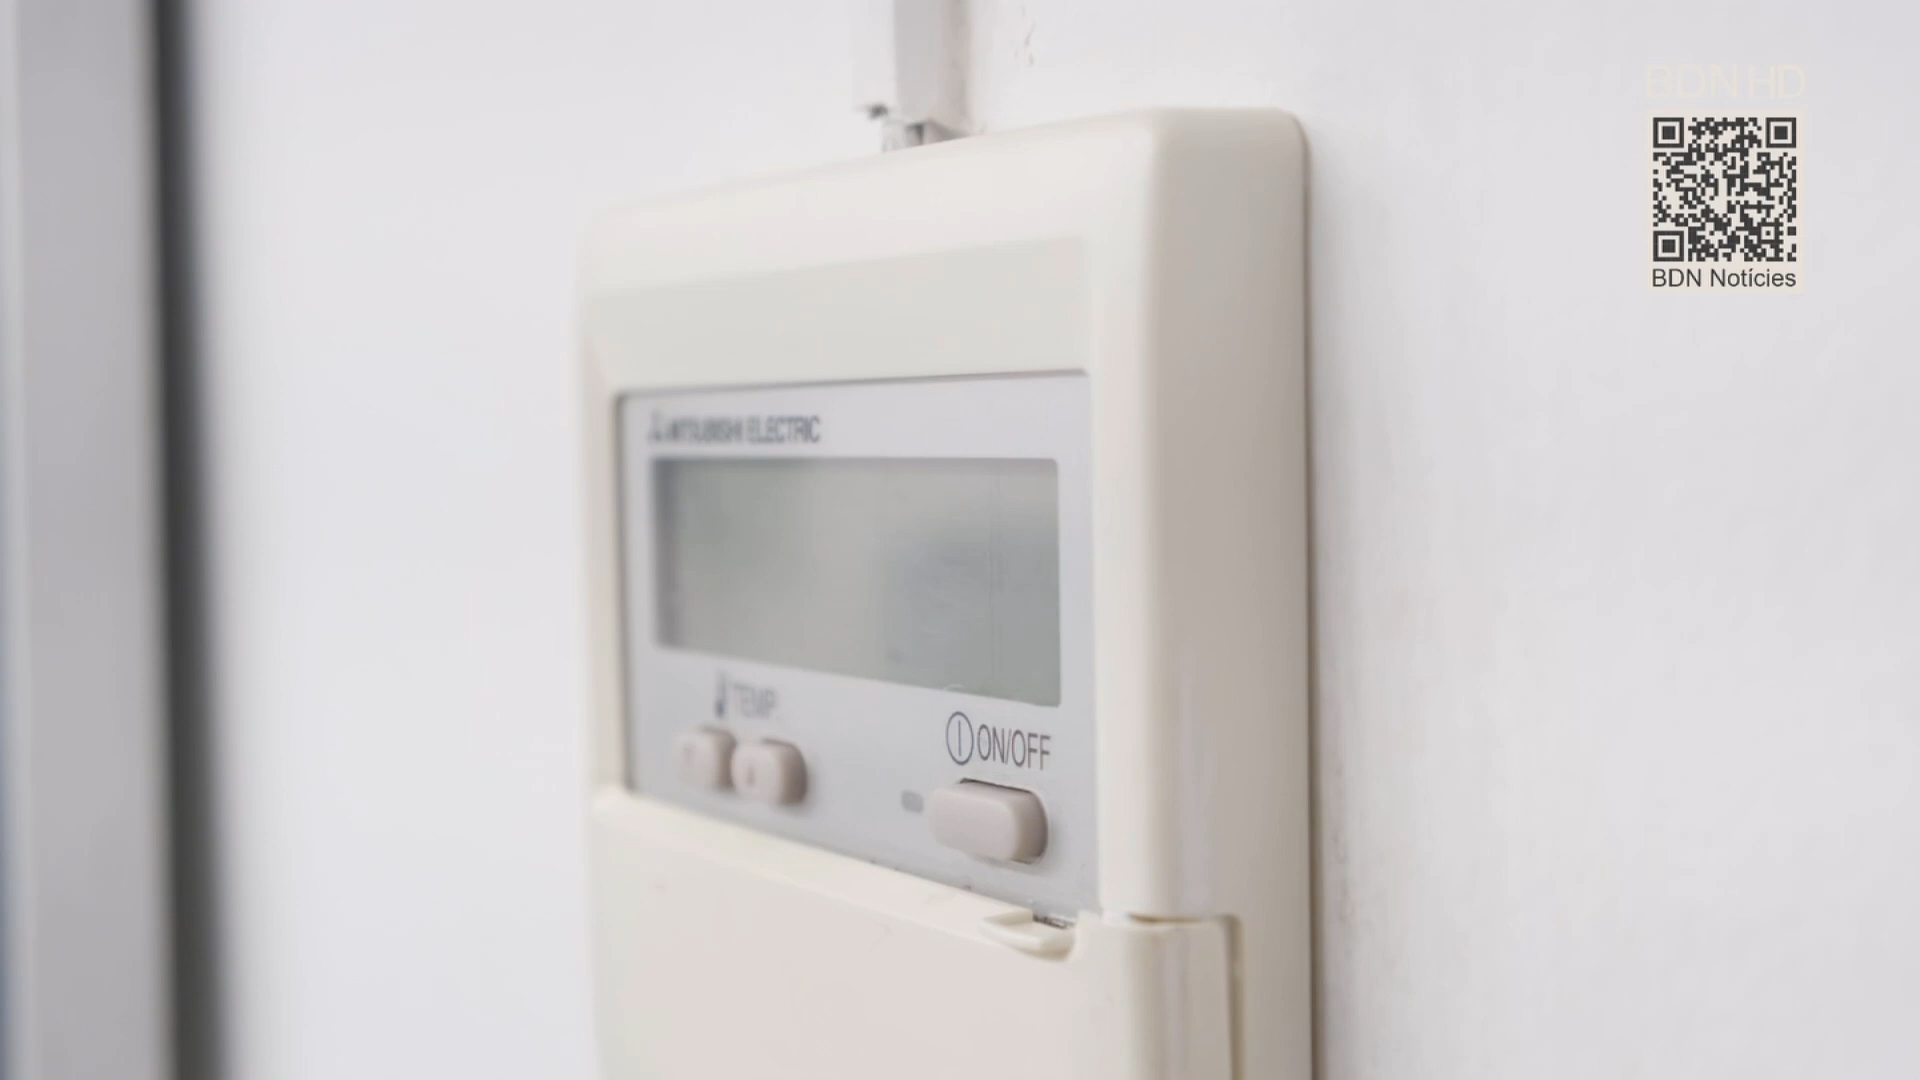 BDN HD
BDN Notícies
MITSUBISHI ELECTRIC
TEMP.
ON/OFF